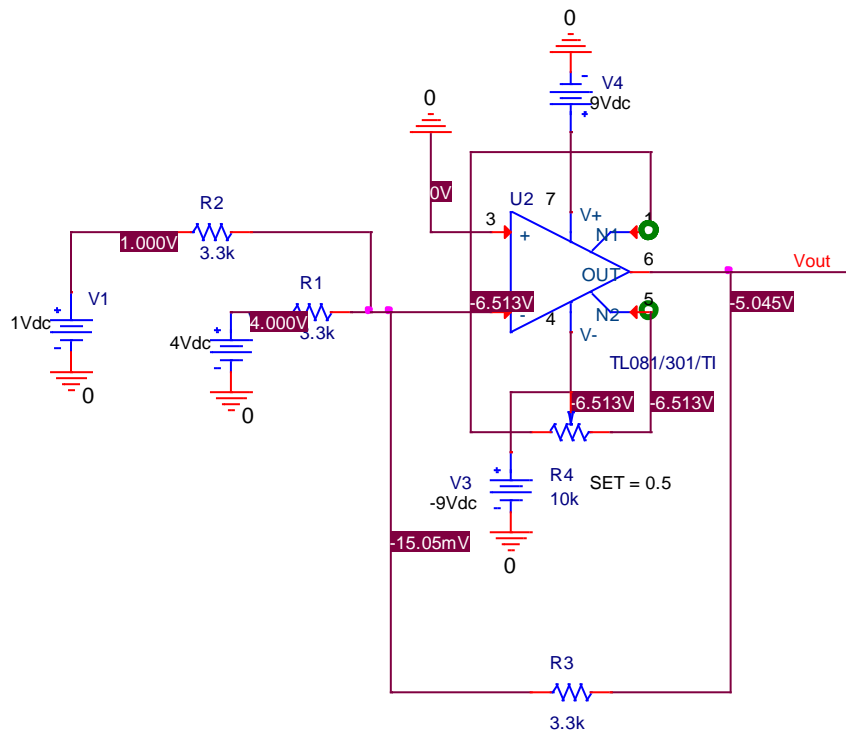 0
V4
9Vdc
0
0V
U2
7
3
+
V+
N1
1
R2
1.000V
3.3k
6
OUT
Vout
V1
1Vdc
R1
4.000V
3.3k
4Vdc
-6.513V
-
4
N2
5
V-
-5.045V
TL081/301/TI
0
0
-6.513V
-6.513V
V3
-9Vdc
R4
10k
SET = 0.5
-15.05mV
0
R3
3.3k